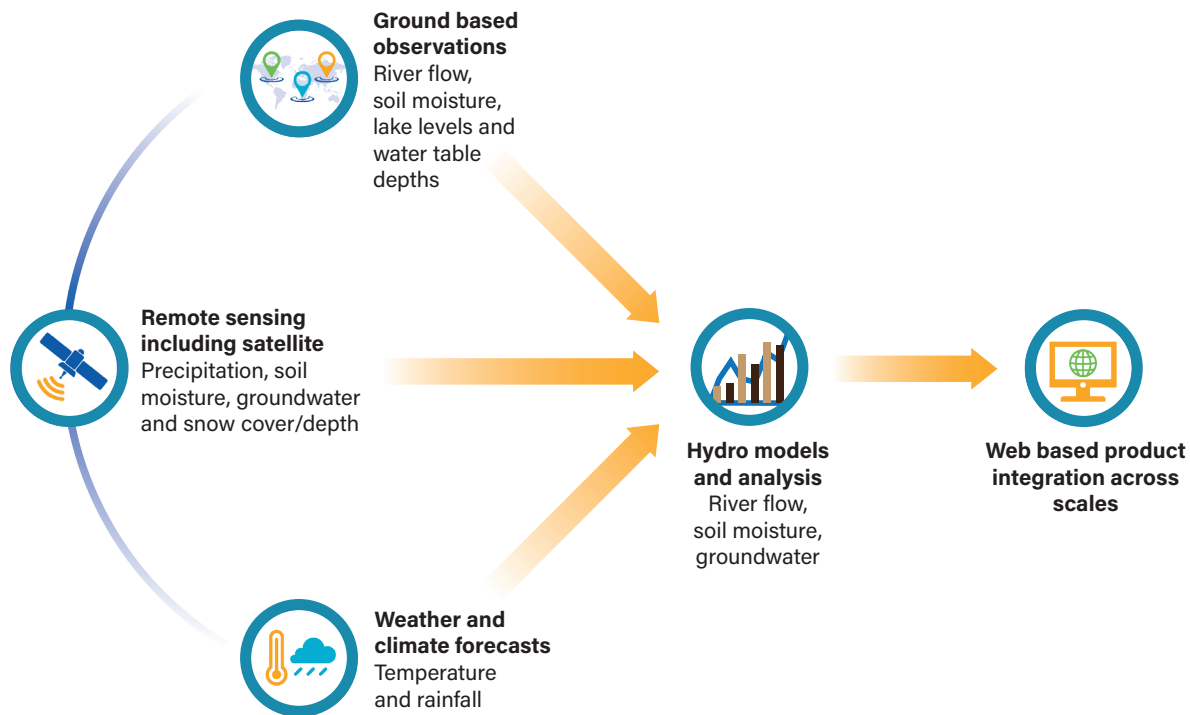 Ground based
observations
River flow,
soil moisture,
lake levels and
water table
depths
Remote sensing
including satellite
Precipitation, soil
moisture, groundwater
and snow cover/depth
Weather and
climate forecasts
Temperature
and rainfall
Hydro models
and analysis
River flow,
soil moisture,
groundwater
Web based product
integration across
scales